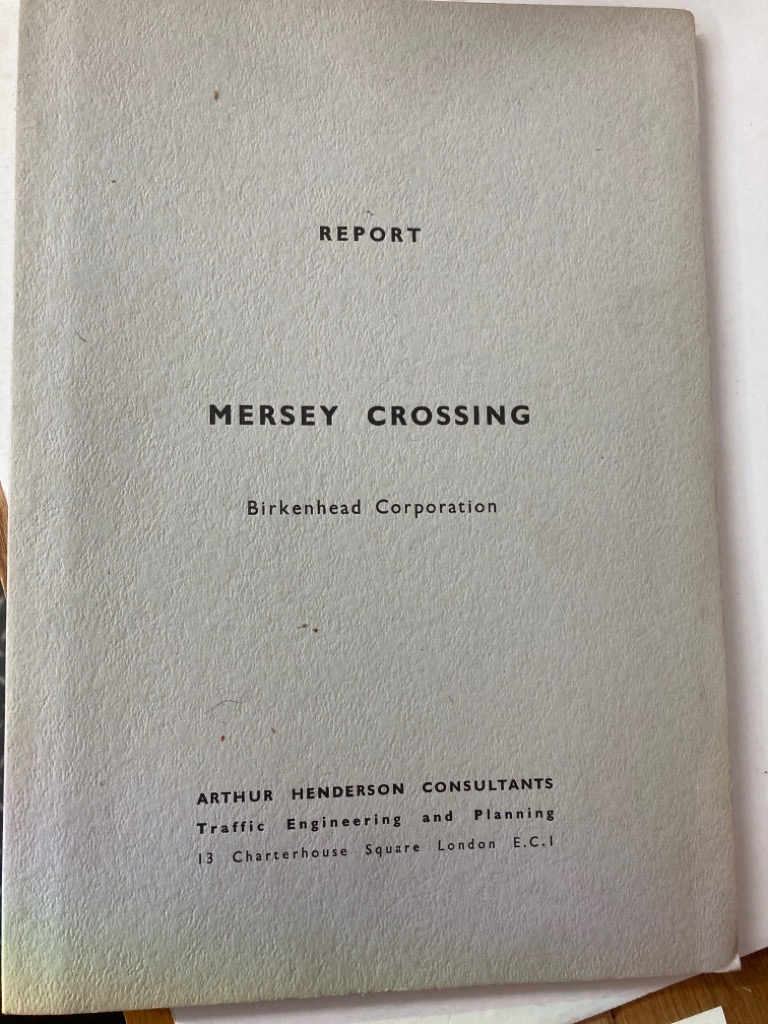 REPORT
MERSEY CROSSING
Birkenhead Corporation
ARTHUR HENDERSON CONSULTANTS
Traffic Engineering and Planning
13 Charterhouse Square London E.C.1